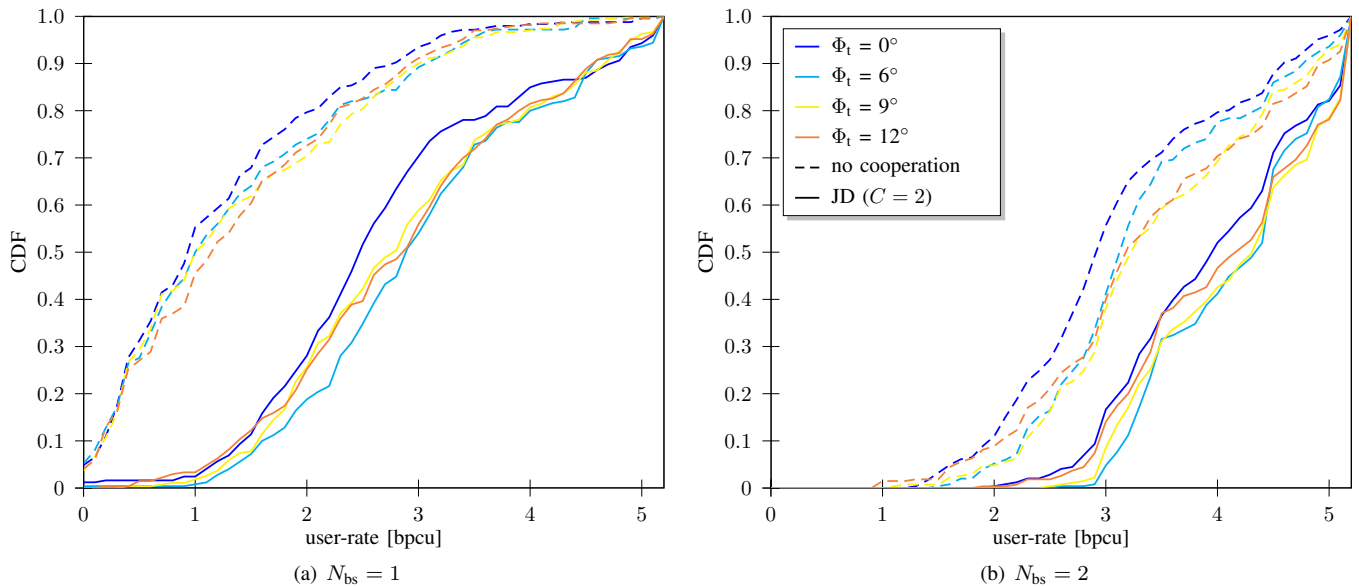 1.0
0.9
0.8
0.7
0.6
0.5
0.4
0.3
0.2
0.1
0
CDF
0 1 2 3 4 5
user-rate [bpcu]
(a) N_bs = 1
1.0
0.9
0.8
0.7
0.6
0.5
0.4
0.3
0.2
0.1
0
CDF
Φ_t = 0°
Φ_t = 6°
Φ_t = 9°
Φ_t = 12°
no cooperation
JD (C = 2)
0 1 2 3 4 5
user-rate [bpcu]
(b) N_bs = 2